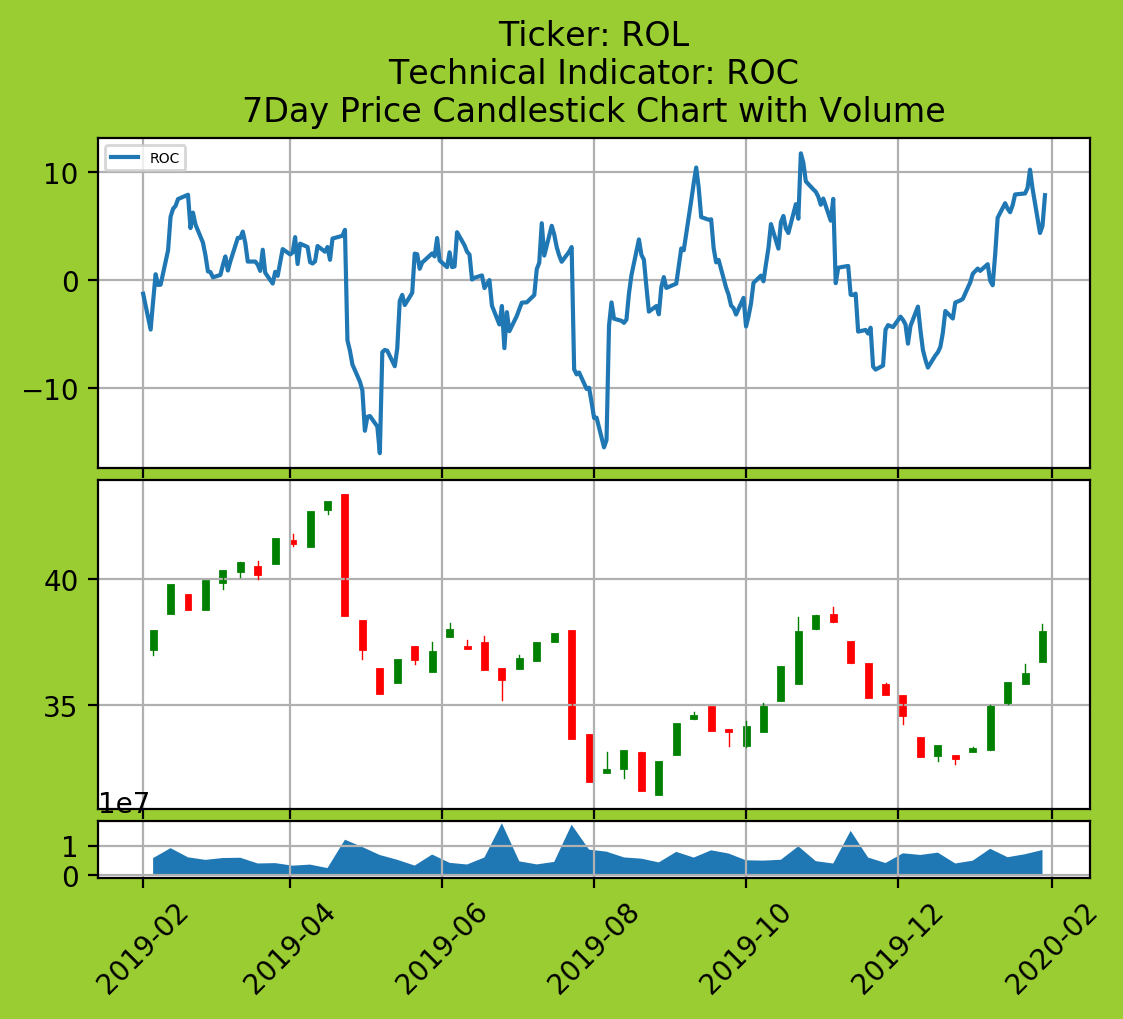 Ticker: ROL
Technical Indicator: ROC
7Day Price Candlestick Chart with Volume
ROC
10
0
−10
40
35
1e7
1
0
2019-02
2019-04
2019-06
2019-08
2019-10
2019-12
2020-02